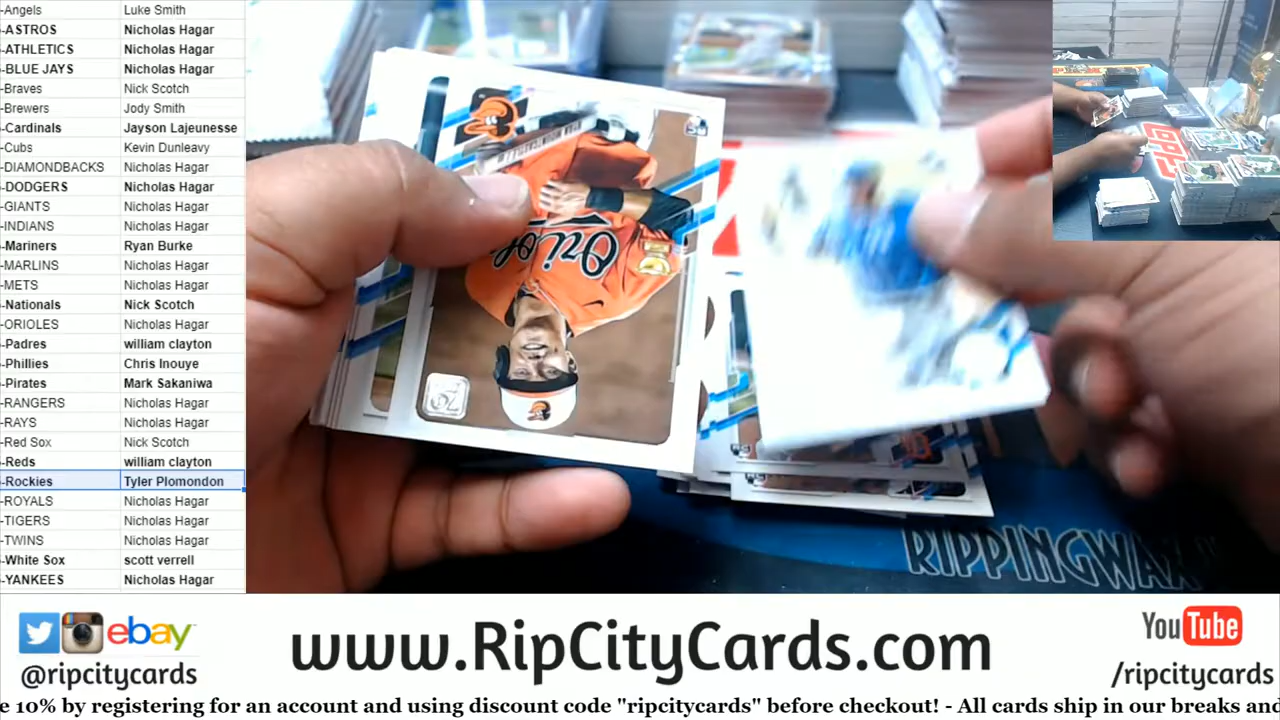 -Angels Luke Smith
-ASTROS Nicholas Hagar
-ATHLETICS Nicholas Hagar
-BLUE JAYS Nicholas Hagar
-Braves Nick Scotch
-Brewers Jody Smith
-Cardinals Jayson Lajeunesse
-Cubs Kevin Dunleavy
-DIAMONDBACKS Nicholas Hagar
-DODGERS Nicholas Hagar
-GIANTS Nicholas Hagar
-INDIANS Nicholas Hagar
-Mariners Ryan Burke
-MARLINS Nicholas Hagar
-METS Nicholas Hagar
-Nationals Nick Scotch
-ORIOLES Nicholas Hagar
-Padres william clayton
-Phillies Chris Inouye
-Pirates Mark Sakaniwa
-RANGERS Nicholas Hagar
-RAYS Nicholas Hagar
-Red Sox Nick Scotch
-Reds william clayton
-Rockies Tyler Plomondon
-ROYALS Nicholas Hagar
-TIGERS Nicholas Hagar
-TWINS Nicholas Hagar
-White Sox scott verrell
-YANKEES Nicholas Hagar
70
RIPPINGWAX
ebay
@ripcitycards
www.RipCityCards.com
YouTube
/ripcitycards
e 10% by registering for an account and using discount code "ripcitycards" before checkout! - All cards ship in our breaks and